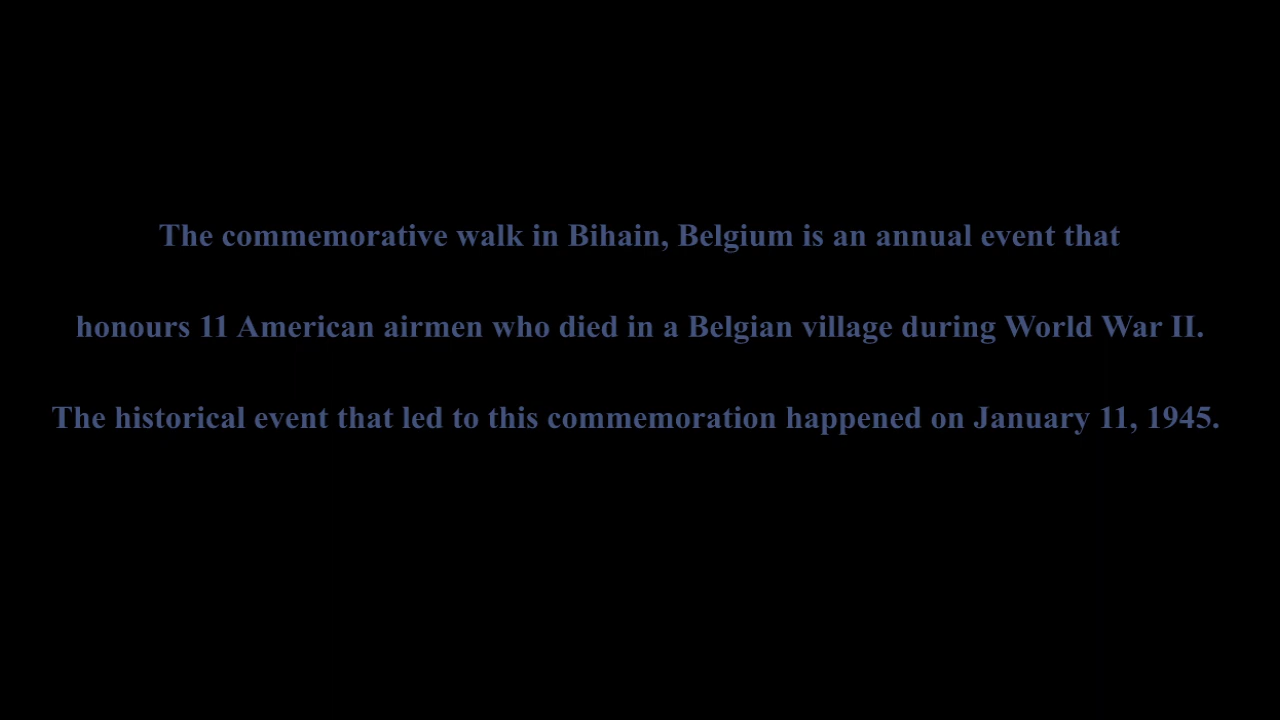 The commemorative walk in Bihain, Belgium is an annual event that
honours 11 American airmen who died in a Belgian village during World War II.
The historical event that led to this commemoration happened on January 11, 1945.